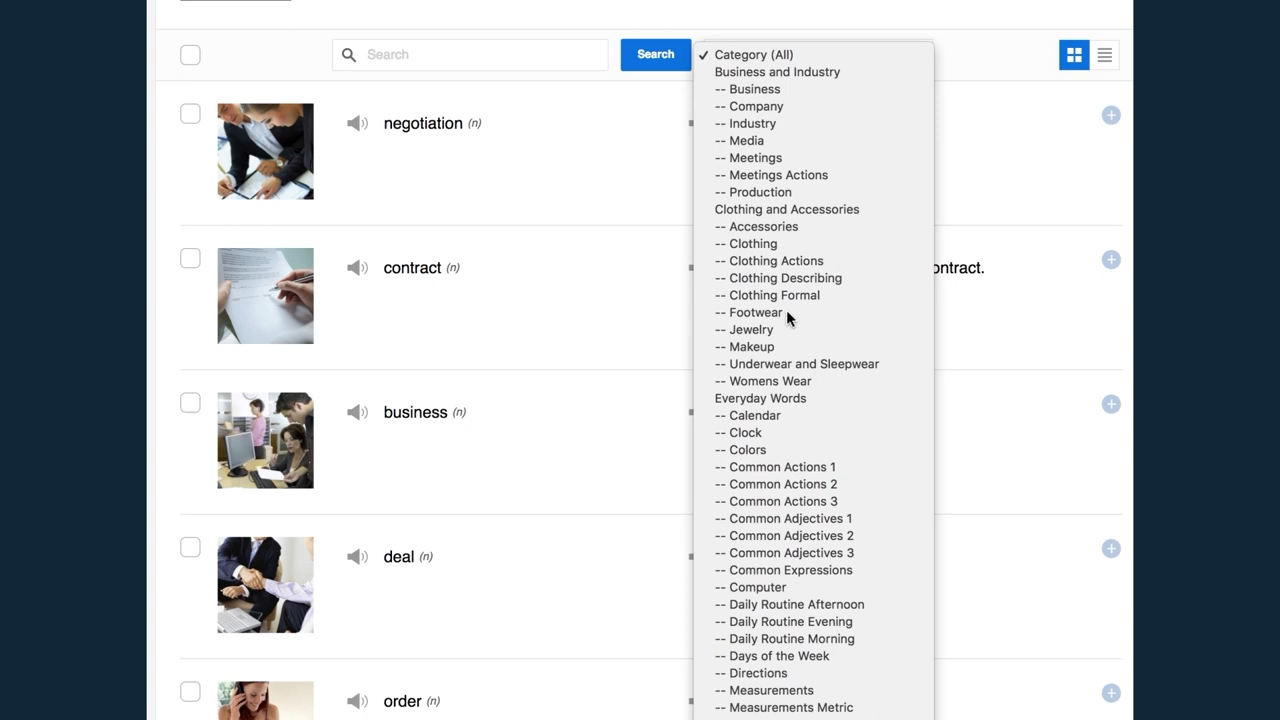 Search
Search
✓ Category (All)
Business and Industry
-- Business
-- Company
-- Industry
-- Media
-- Meetings
-- Meetings Actions
-- Production
Clothing and Accessories
-- Accessories
-- Clothing
-- Clothing Actions
-- Clothing Describing
-- Clothing Formal
-- Footwear
-- Jewelry
-- Makeup
-- Underwear and Sleepwear
-- Womens Wear
Everyday Words
-- Calendar
-- Clock
-- Colors
-- Common Actions 1
-- Common Actions 2
-- Common Actions 3
-- Common Adjectives 1
-- Common Adjectives 2
-- Common Adjectives 3
-- Common Expressions
-- Computer
-- Daily Routine Afternoon
-- Daily Routine Evening
-- Daily Routine Morning
-- Days of the Week
-- Directions
-- Measurements
-- Measurements Metric
negotiation (n)
contract (n)
ontract.
business (n)
deal (n)
order (n)